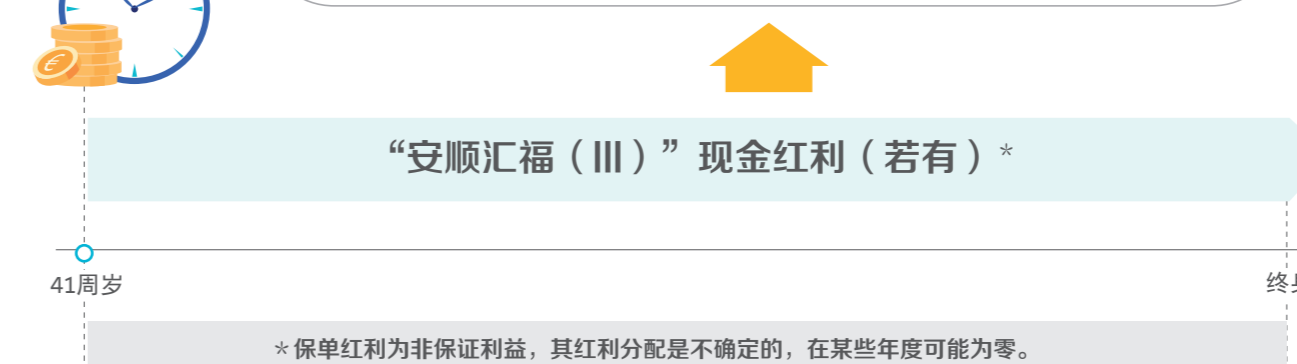 “安顺汇福（III）”现金红利（若有）*
41周岁
终身
*保单红利为非保证利益，其红利分配是不确定的，在某些年度可能为零。